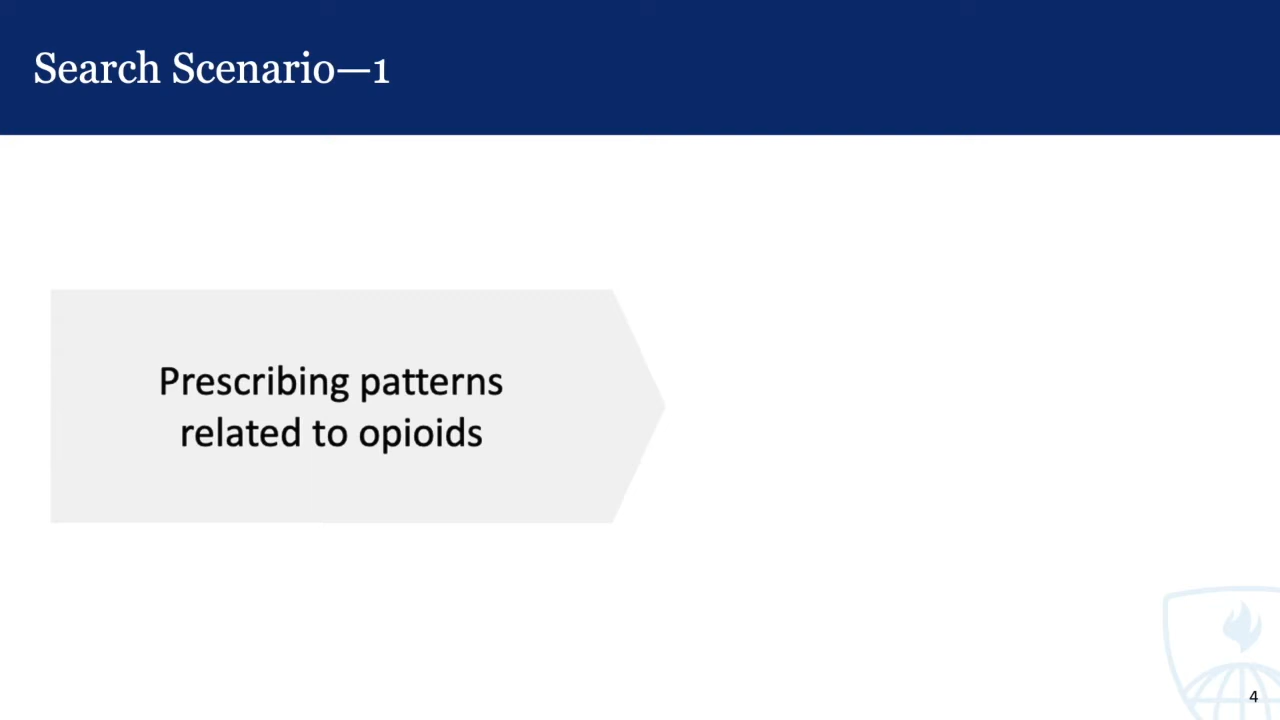 Search Scenario—1
Prescribing patterns
related to opioids
4